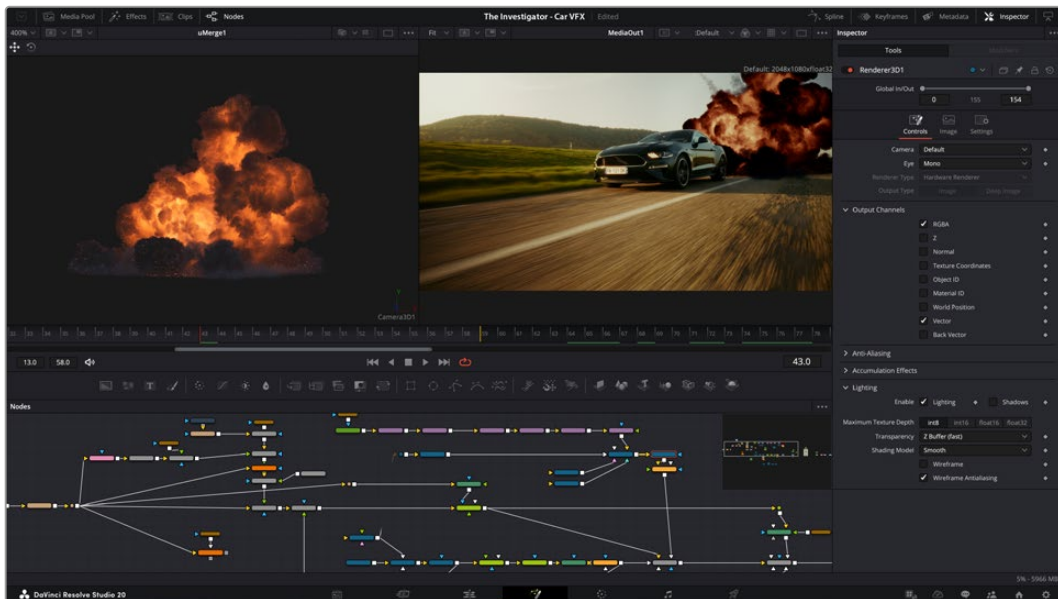 Media Pool Effects Clips Nodes The Investigator - Car VFX Edited Spline Keyframes Metadata Inspector
400% uMerge1 Fit MediaOut1 Default Inspector
Tools
Default: 2048x1080xfloat32
Renderer3D1
Global In/Out
0 155 154
Controls Image Settings
Camera Default
Eye Mono
Renderer Type Hardware Renderer
Output Type Image Deep Image
Output Channels
RGBA
Z
Normal
Texture Coordinates
Object ID
Material ID
World Position
Vector
Back Vector
Camera3D1
13.0 58.0 43.0
Anti-Aliasing
Accumulation Effects
Lighting
Enable Lighting Shadows
Nodes
Maximum Texture Depth int8 int16 float16 float32
Transparency Z Buffer (fast)
Shading Model Smooth
Wireframe
Wireframe Antialiasing
5% - 5966 MB
DaVinci Resolve Studio 20